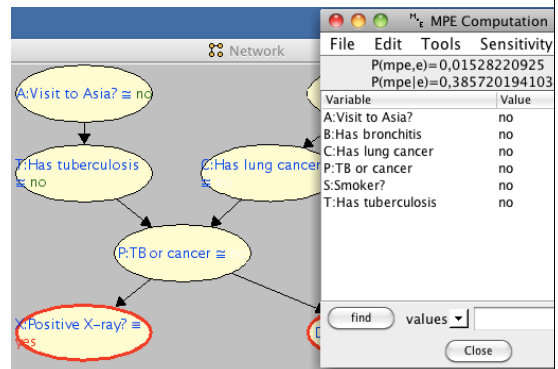 Network
A:Visit to Asia? ≅ no
T:Has tuberculosis
≅ no
C:Has lung cancer
≅
P:TB or cancer ≅
X:Positive X-ray? ≡
yes
MPE Computation
File Edit Tools Sensitivity
P(mpe,e)=0,01528220925
P(mpe|e)=0,385720194103
Variable Value
A:Visit to Asia? no
B:Has bronchitis no
C:Has lung cancer no
P:TB or cancer no
S:Smoker? no
T:Has tuberculosis no
find values
Close